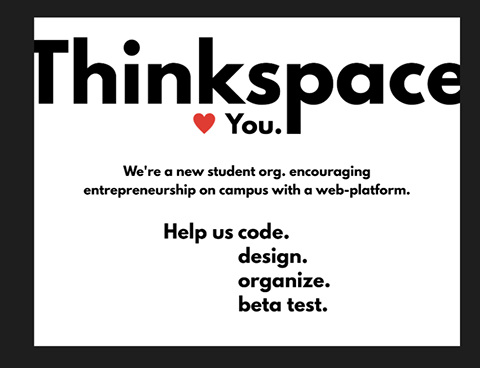 Thinkspace
❤️ You.
We're a new student org. encouraging
entrepreneurship on campus with a web-platform.
Help us code.
design.
organize.
beta test.